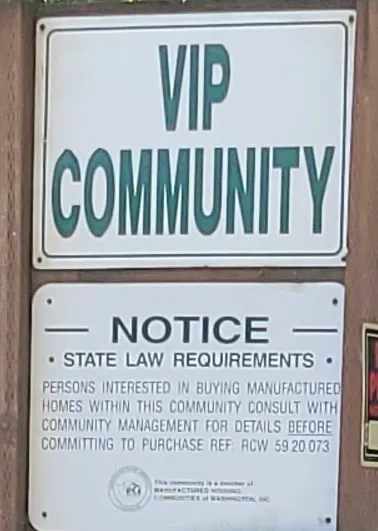 VIP
COMMUNITY
NOTICE
• STATE LAW REQUIREMENTS •
PERSONS INTERESTED IN BUYING MANUFACTURED
HOMES WITHIN THIS COMMUNITY CONSULT WITH
COMMUNITY MANAGEMENT FOR DETAILS BEFORE
COMMITTING TO PURCHASE REF. RCW 59.20.073
This community is a member of
MANUFACTURED HOUSING
COMMUNITIES of WASHINGTON, INC.